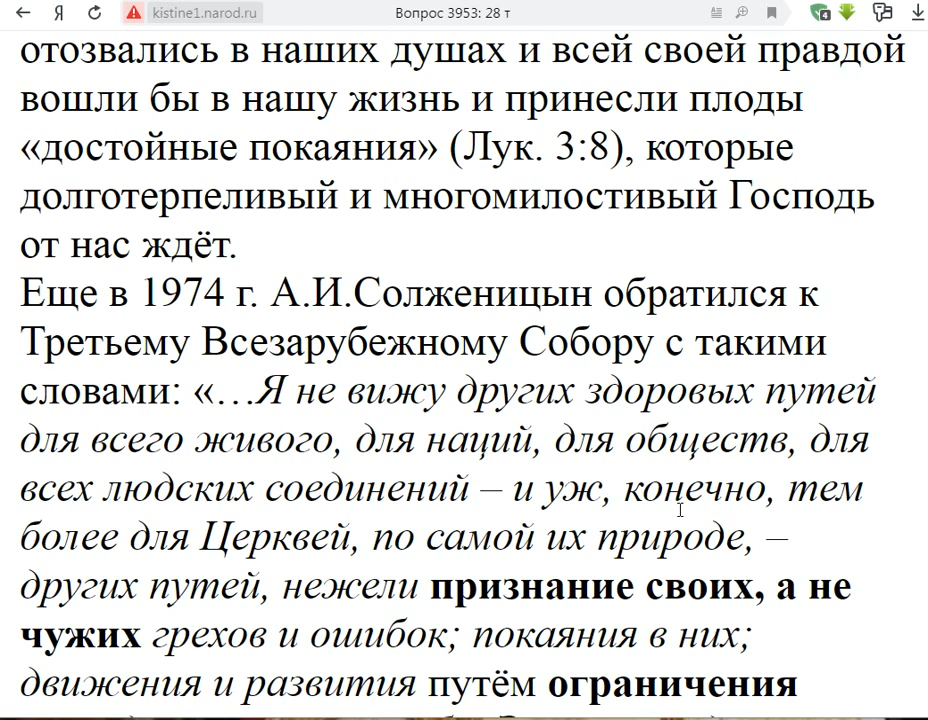 kistine1.narod.ru
Вопрос 3953: 28 т
4
отозвались в наших душах и всей своей правдой
вошли бы в нашу жизнь и принесли плоды
«достойные покаяния» (Лук. 3:8), которые
долготерпеливый и многомилостивый Господь
от нас ждёт.
Еще в 1974 г. А.И.Солженицын обратился к
Третьему Всезарубежному Собору с такими
словами: «…Я не вижу других здоровых путей
для всего живого, для наций, для обществ, для
всех людских соединений – и уж, конечно, тем
более для Церквей, по самой их природе, –
других путей, нежели признание своих, а не
чужих грехов и ошибок; покаяния в них;
движения и развития путём ограничения